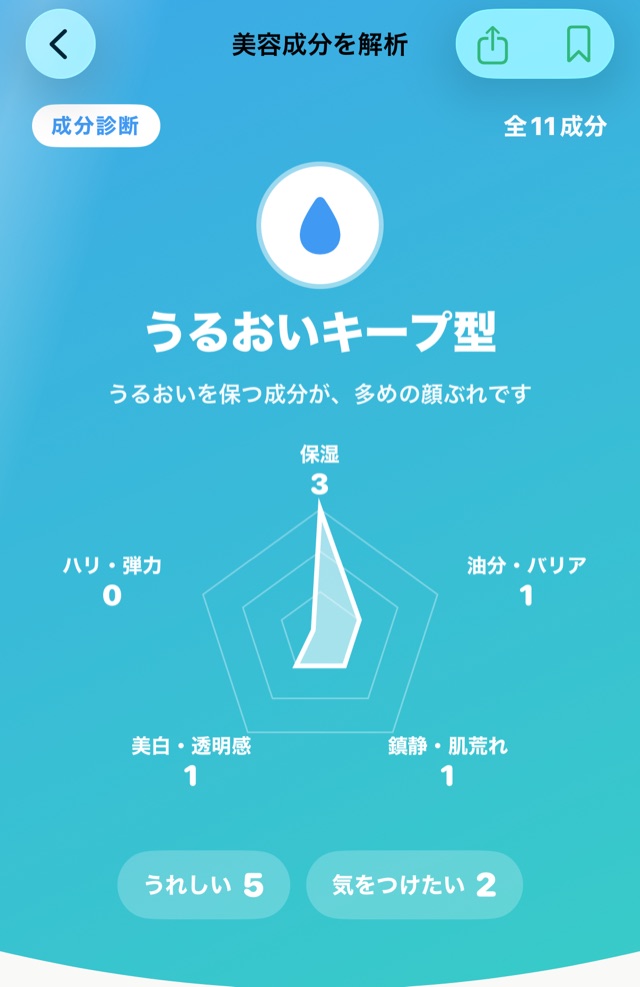 美容成分を解析
成分診断
全11成分
うるおいキープ型
うるおいを保つ成分が、多めの顔ぶれです
保湿
3
ハリ・弾力
0
油分・バリア
1
美白・透明感
1
鎮静・肌荒れ
1
うれしい 5
気をつけたい 2